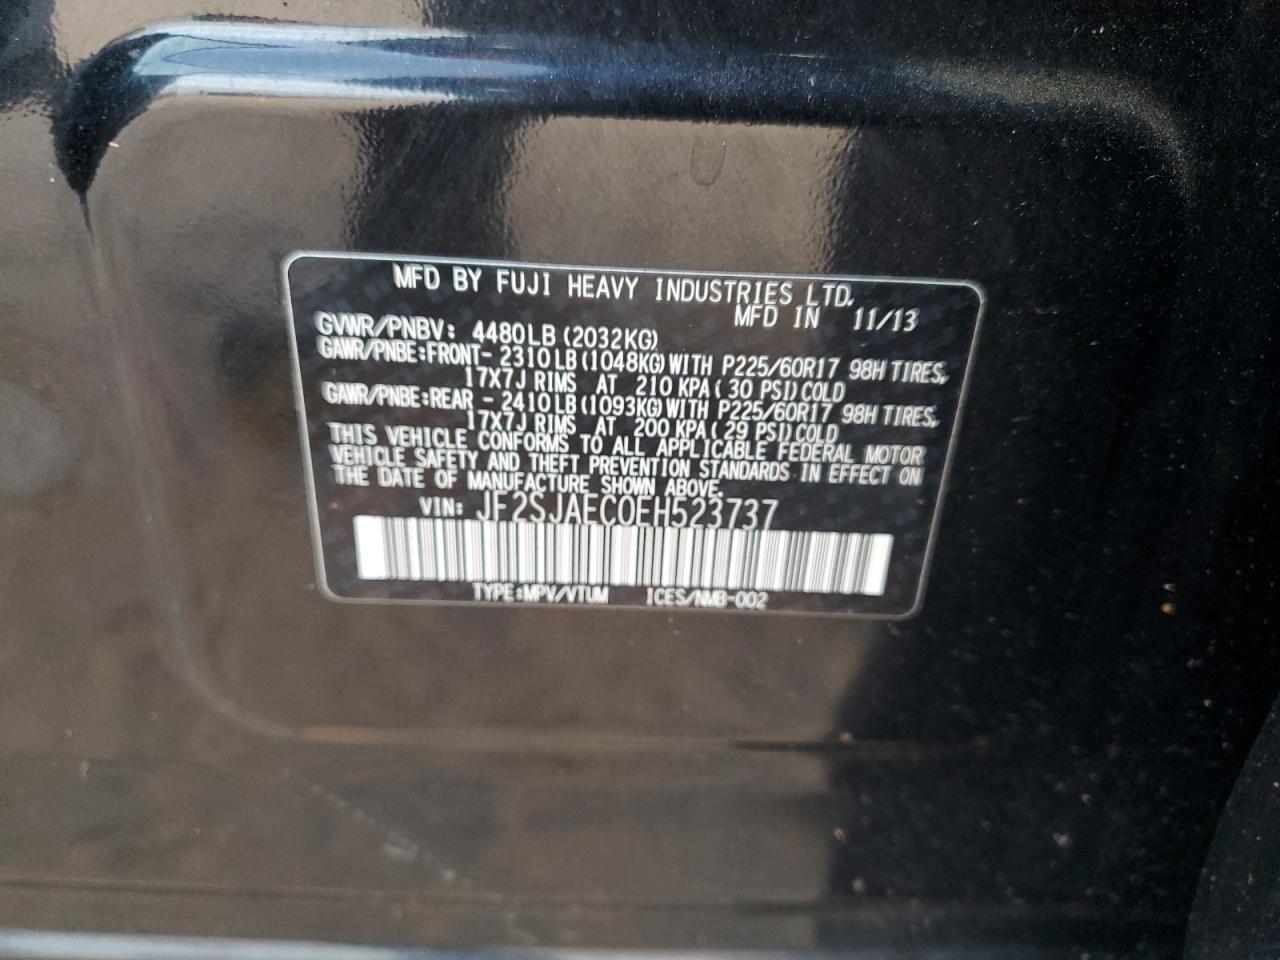 MFD BY FUJI HEAVY INDUSTRIES LTD.
MFD IN 11/13
GVWR/PNBV: 4480LB (2032KG)
GAWR/PNBE:FRONT- 2310LB (1048KG) WITH P225/60R17 98H TIRES,
17X7J RIMS AT 210 KPA ( 30 PSI) COLD
GAWR/PNBE:REAR - 2410LB (1093KG) WITH P225/60R17 98H TIRES,
17X7J RIMS AT 200 KPA ( 29 PSI) COLD
THIS VEHICLE CONFORMS TO ALL APPLICABLE FEDERAL MOTOR
VEHICLE SAFETY AND THEFT PREVENTION STANDARDS IN EFFECT ON
THE DATE OF MANUFACTURE SHOWN ABOVE.
VIN: JF2SJAEC0EH523737
TYPE:MPV/VTUM ICES/NMB-002